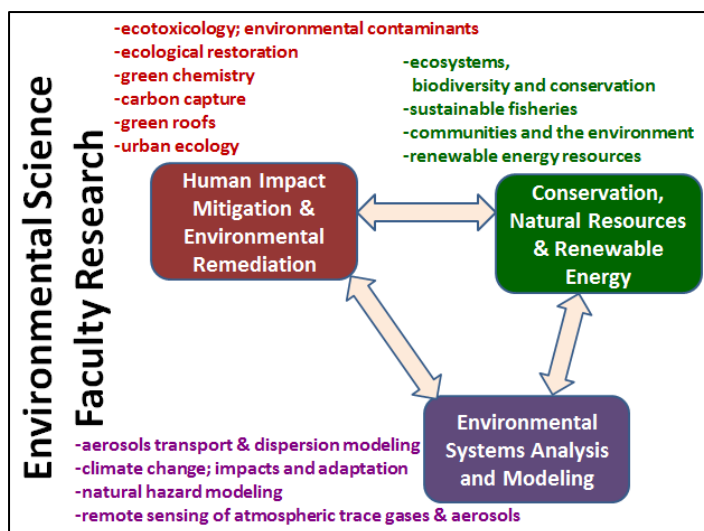 Environmental Science
Faculty Research
-ecotoxicology; environmental contaminants
-ecological restoration
-green chemistry
-carbon capture
-green roofs
-urban ecology
-ecosystems,
biodiversity and conservation
-sustainable fisheries
-communities and the environment
-renewable energy resources
Human Impact
Mitigation &
Environmental
Remediation
Conservation,
Natural Resources
& Renewable
Energy
Environmental
Systems Analysis
and Modeling
-aerosols transport & dispersion modeling
-climate change; impacts and adaptation
-natural hazard modeling
-remote sensing of atmospheric trace gases & aerosols